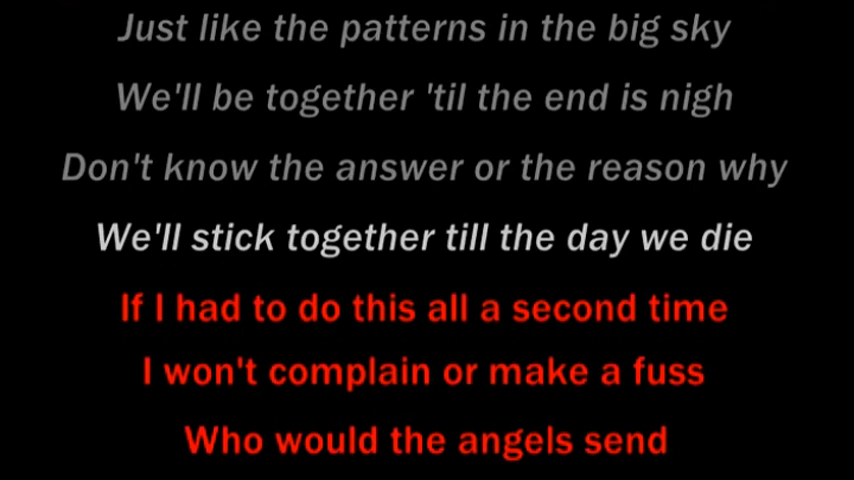 Just like the patterns in the big sky
We'll be together 'til the end is nigh
Don't know the answer or the reason why
We'll stick together till the day we die
If I had to do this all a second time
I won't complain or make a fuss
Who would the angels send